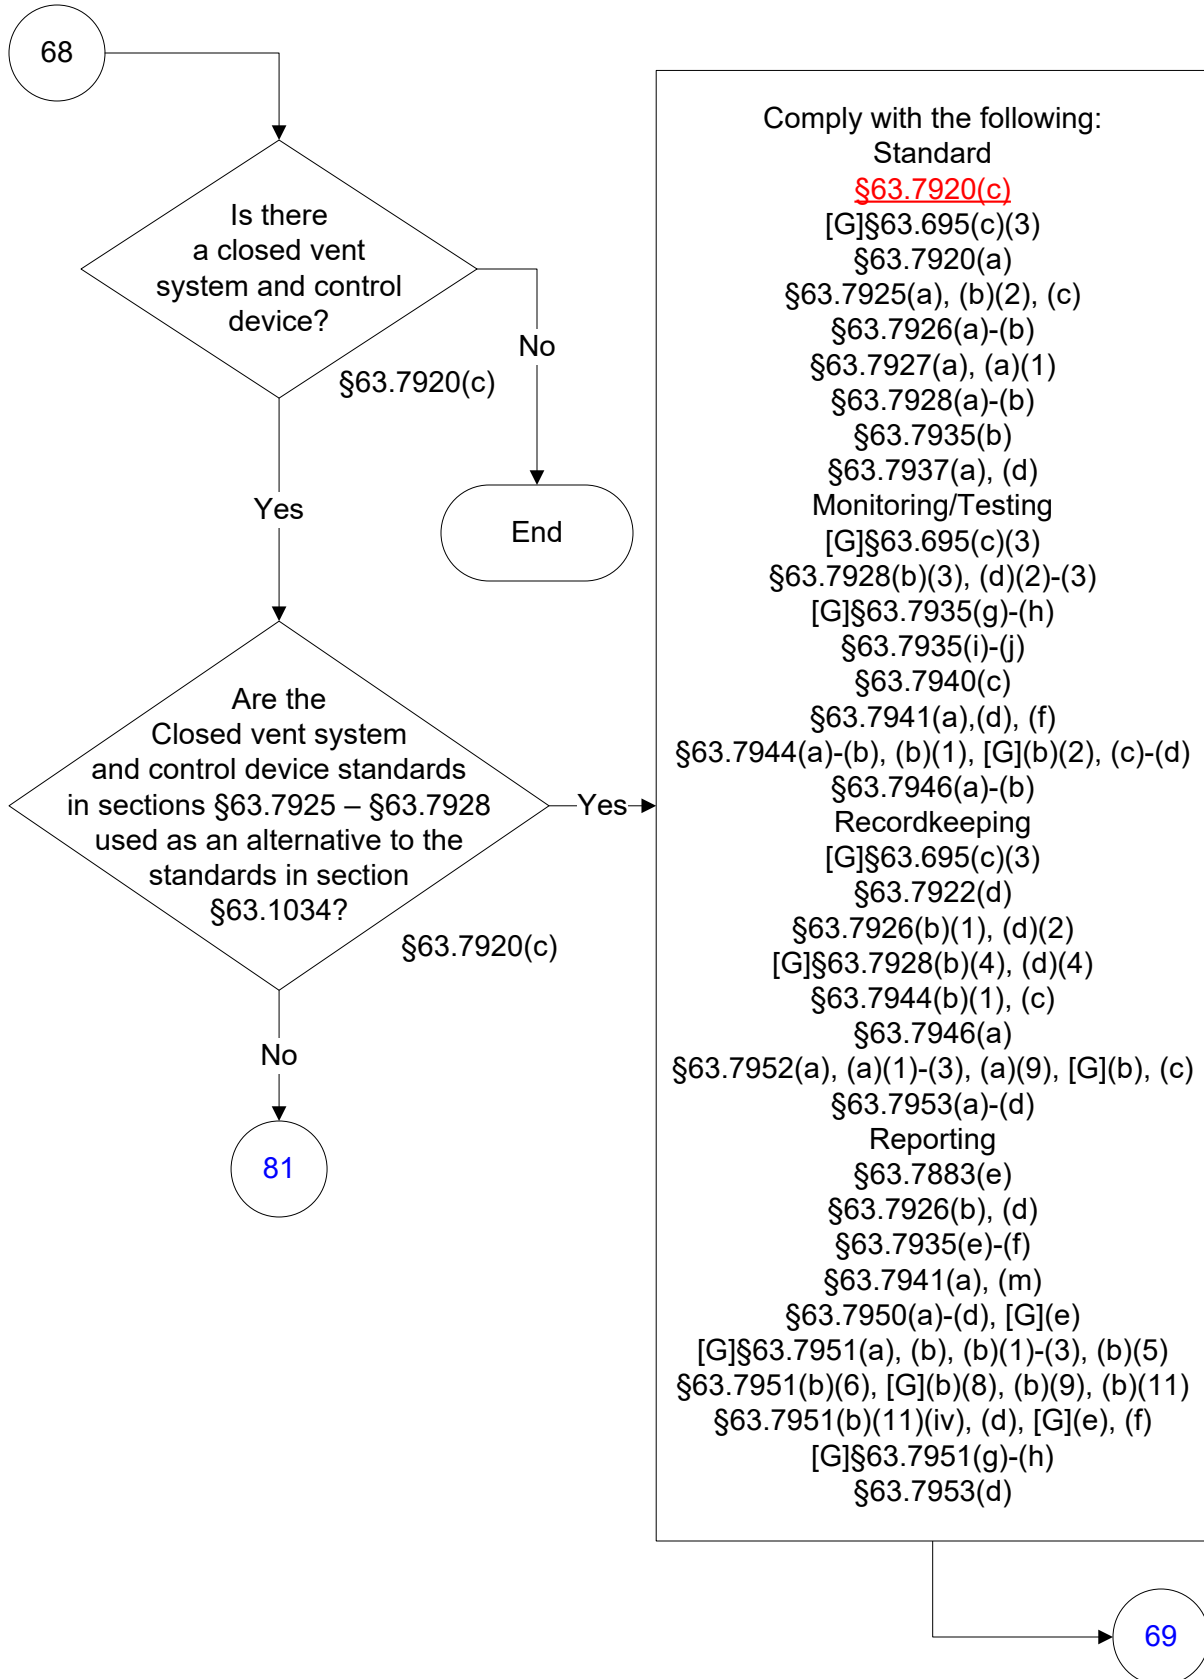 68
Is there
a closed vent
system and control
device?
§63.7920(c)
No
End
Yes
Are the
Closed vent system
and control device standards
in sections §63.7925 – §63.7928
used as an alternative to the
standards in section
§63.1034?
§63.7920(c)
Yes
No
81
Comply with the following:
Standard
§63.7920(c)
[G]§63.695(c)(3)
§63.7920(a)
§63.7925(a), (b)(2), (c)
§63.7926(a)-(b)
§63.7927(a), (a)(1)
§63.7928(a)-(b)
§63.7935(b)
§63.7937(a), (d)
Monitoring/Testing
[G]§63.695(c)(3)
§63.7928(b)(3), (d)(2)-(3)
[G]§63.7935(g)-(h)
§63.7935(i)-(j)
§63.7940(c)
§63.7941(a),(d), (f)
§63.7944(a)-(b), (b)(1), [G](b)(2), (c)-(d)
§63.7946(a)-(b)
Recordkeeping
[G]§63.695(c)(3)
§63.7922(d)
§63.7926(b)(1), (d)(2)
[G]§63.7928(b)(4), (d)(4)
§63.7944(b)(1), (c)
§63.7946(a)
§63.7952(a), (a)(1)-(3), (a)(9), [G](b), (c)
§63.7953(a)-(d)
Reporting
§63.7883(e)
§63.7926(b), (d)
§63.7935(e)-(f)
§63.7941(a), (m)
§63.7950(a)-(d), [G](e)
[G]§63.7951(a), (b), (b)(1)-(3), (b)(5)
§63.7951(b)(6), [G](b)(8), (b)(9), (b)(11)
§63.7951(b)(11)(iv), (d), [G](e), (f)
[G]§63.7951(g)-(h)
§63.7953(d)
69